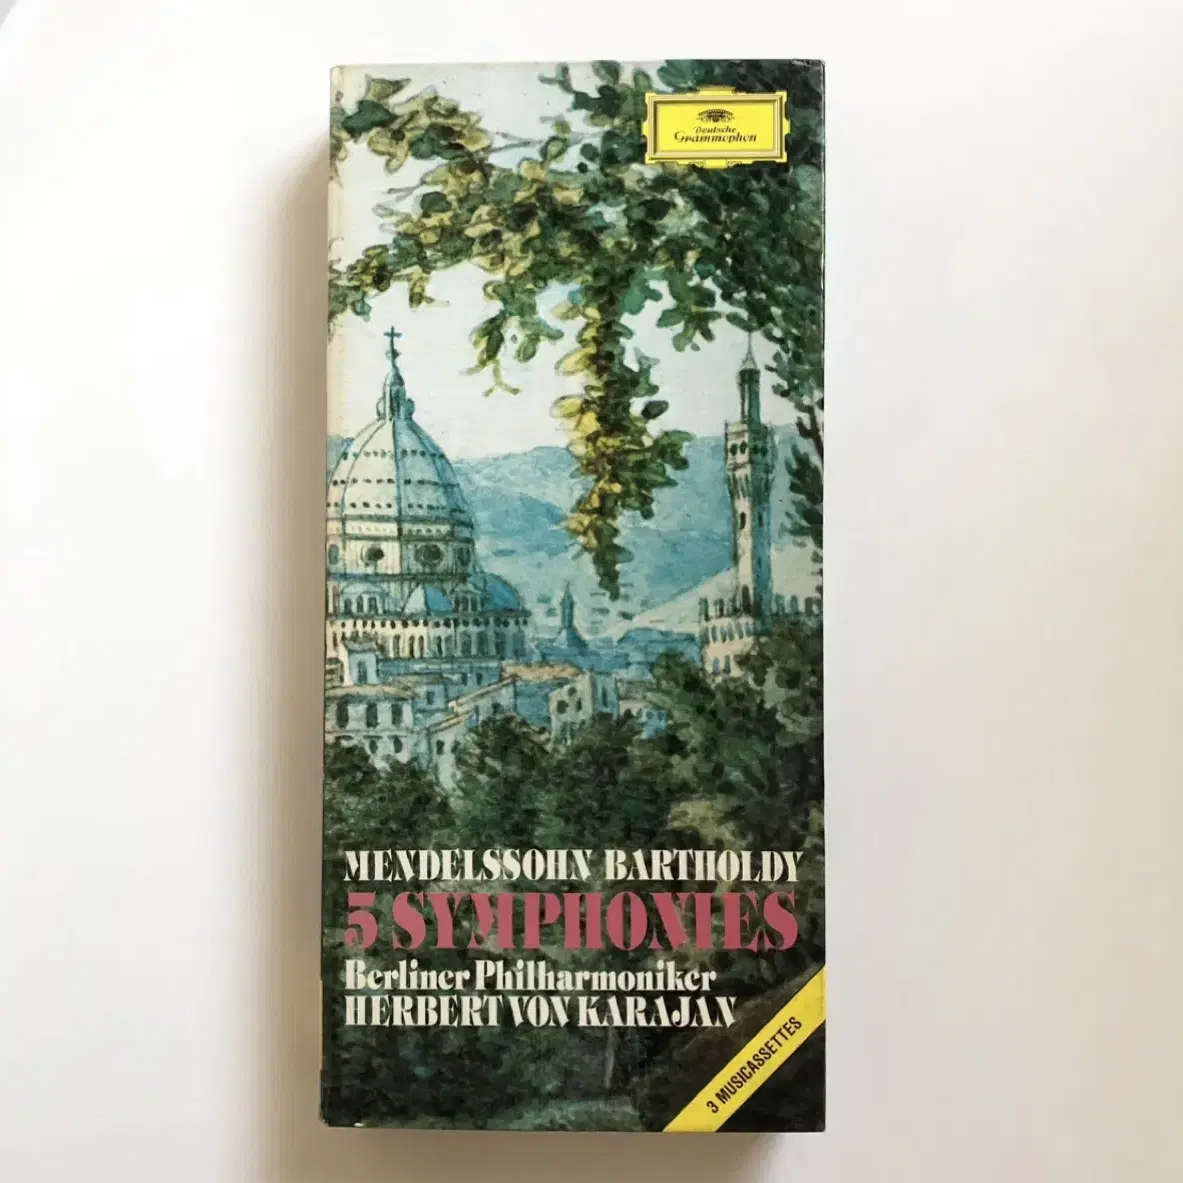 Deutsche
Grammophon
MENDELSSOHN BARTHOLDY
5 SYMPHONIES
Berliner Philharmoniker
HERBERT VON KARAJAN
3 MUSICASSETTES